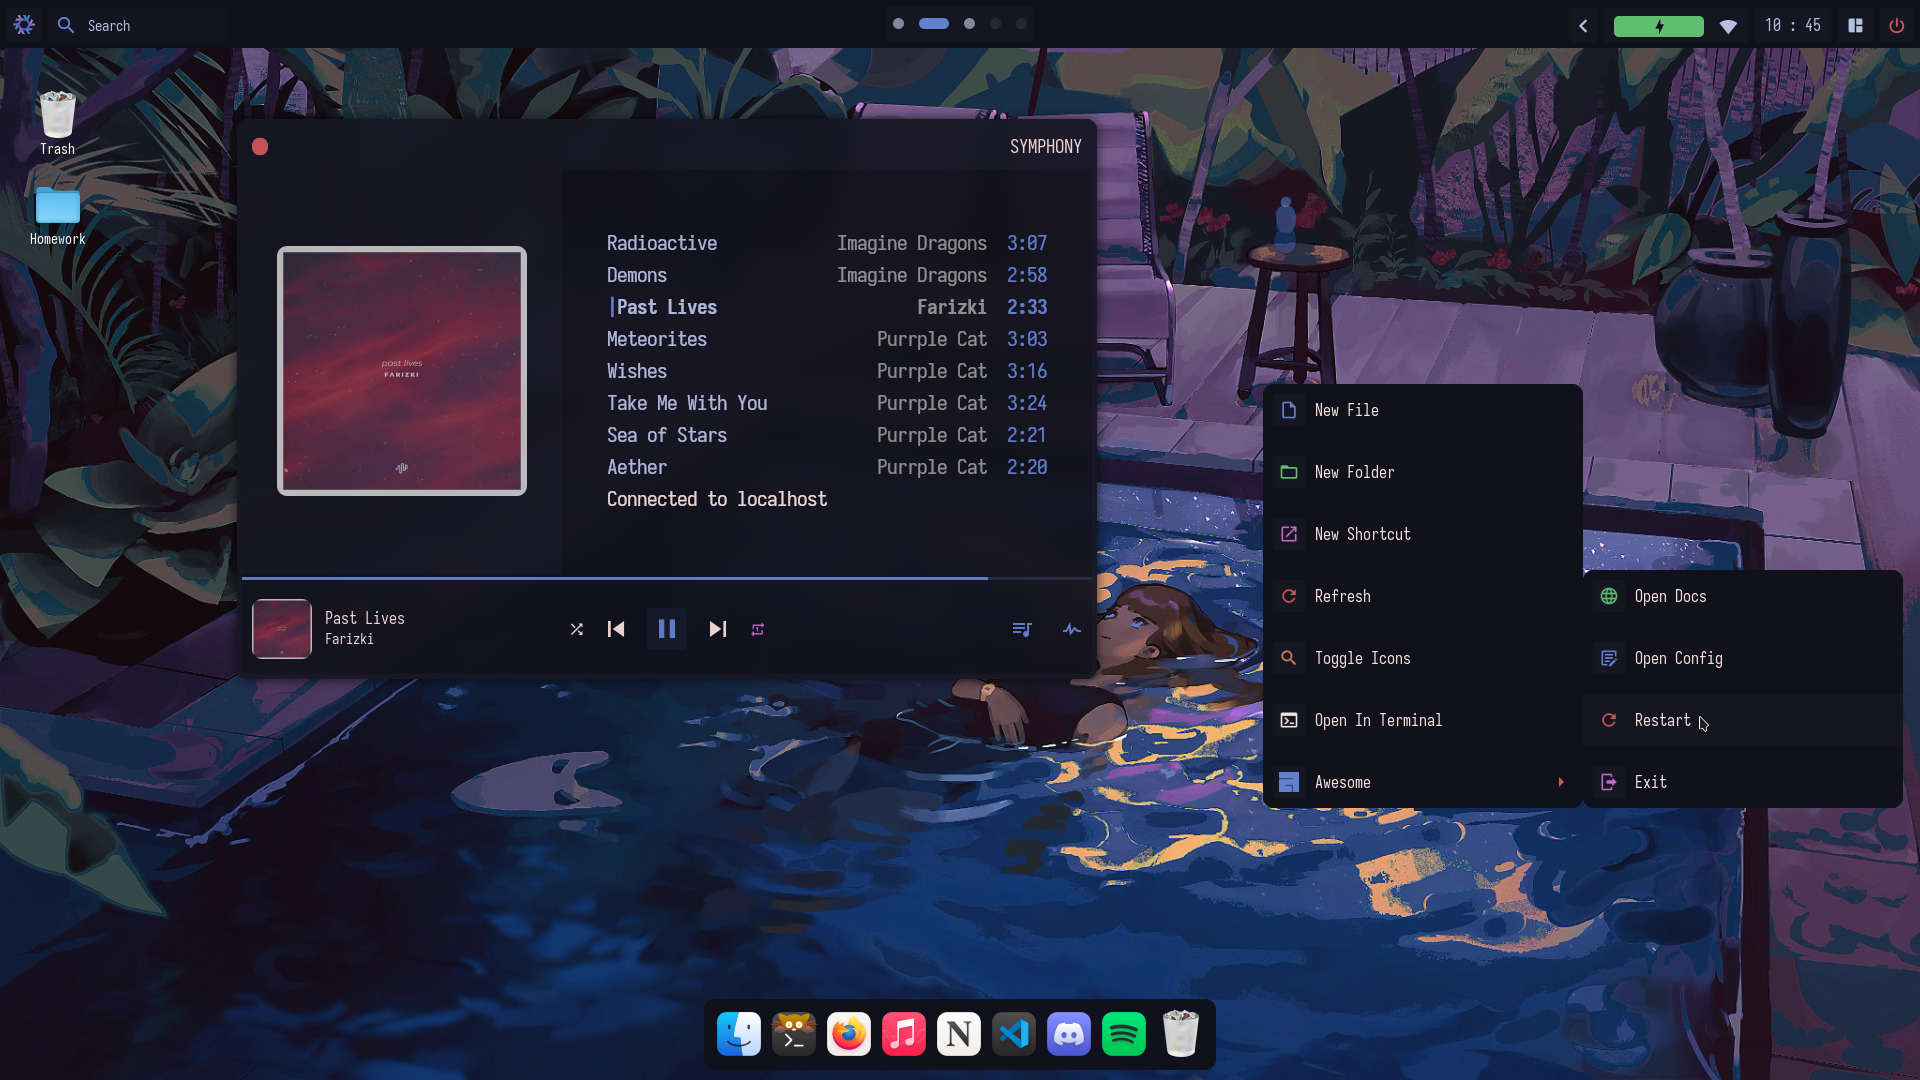 Search
10 : 45
Trash
Homework
SYMPHONY
past lives
FARIZKI
Radioactive Imagine Dragons 3:07
Demons Imagine Dragons 2:58
Past Lives Farizki 2:33
Meteorites Purrple Cat 3:03
Wishes Purrple Cat 3:16
Take Me With You Purrple Cat 3:24
Sea of Stars Purrple Cat 2:21
Aether Purrple Cat 2:20
Connected to localhost
Past Lives
Farizki
New File
New Folder
New Shortcut
Refresh
Toggle Icons
Open In Terminal
Awesome
Open Docs
Open Config
Restart
Exit